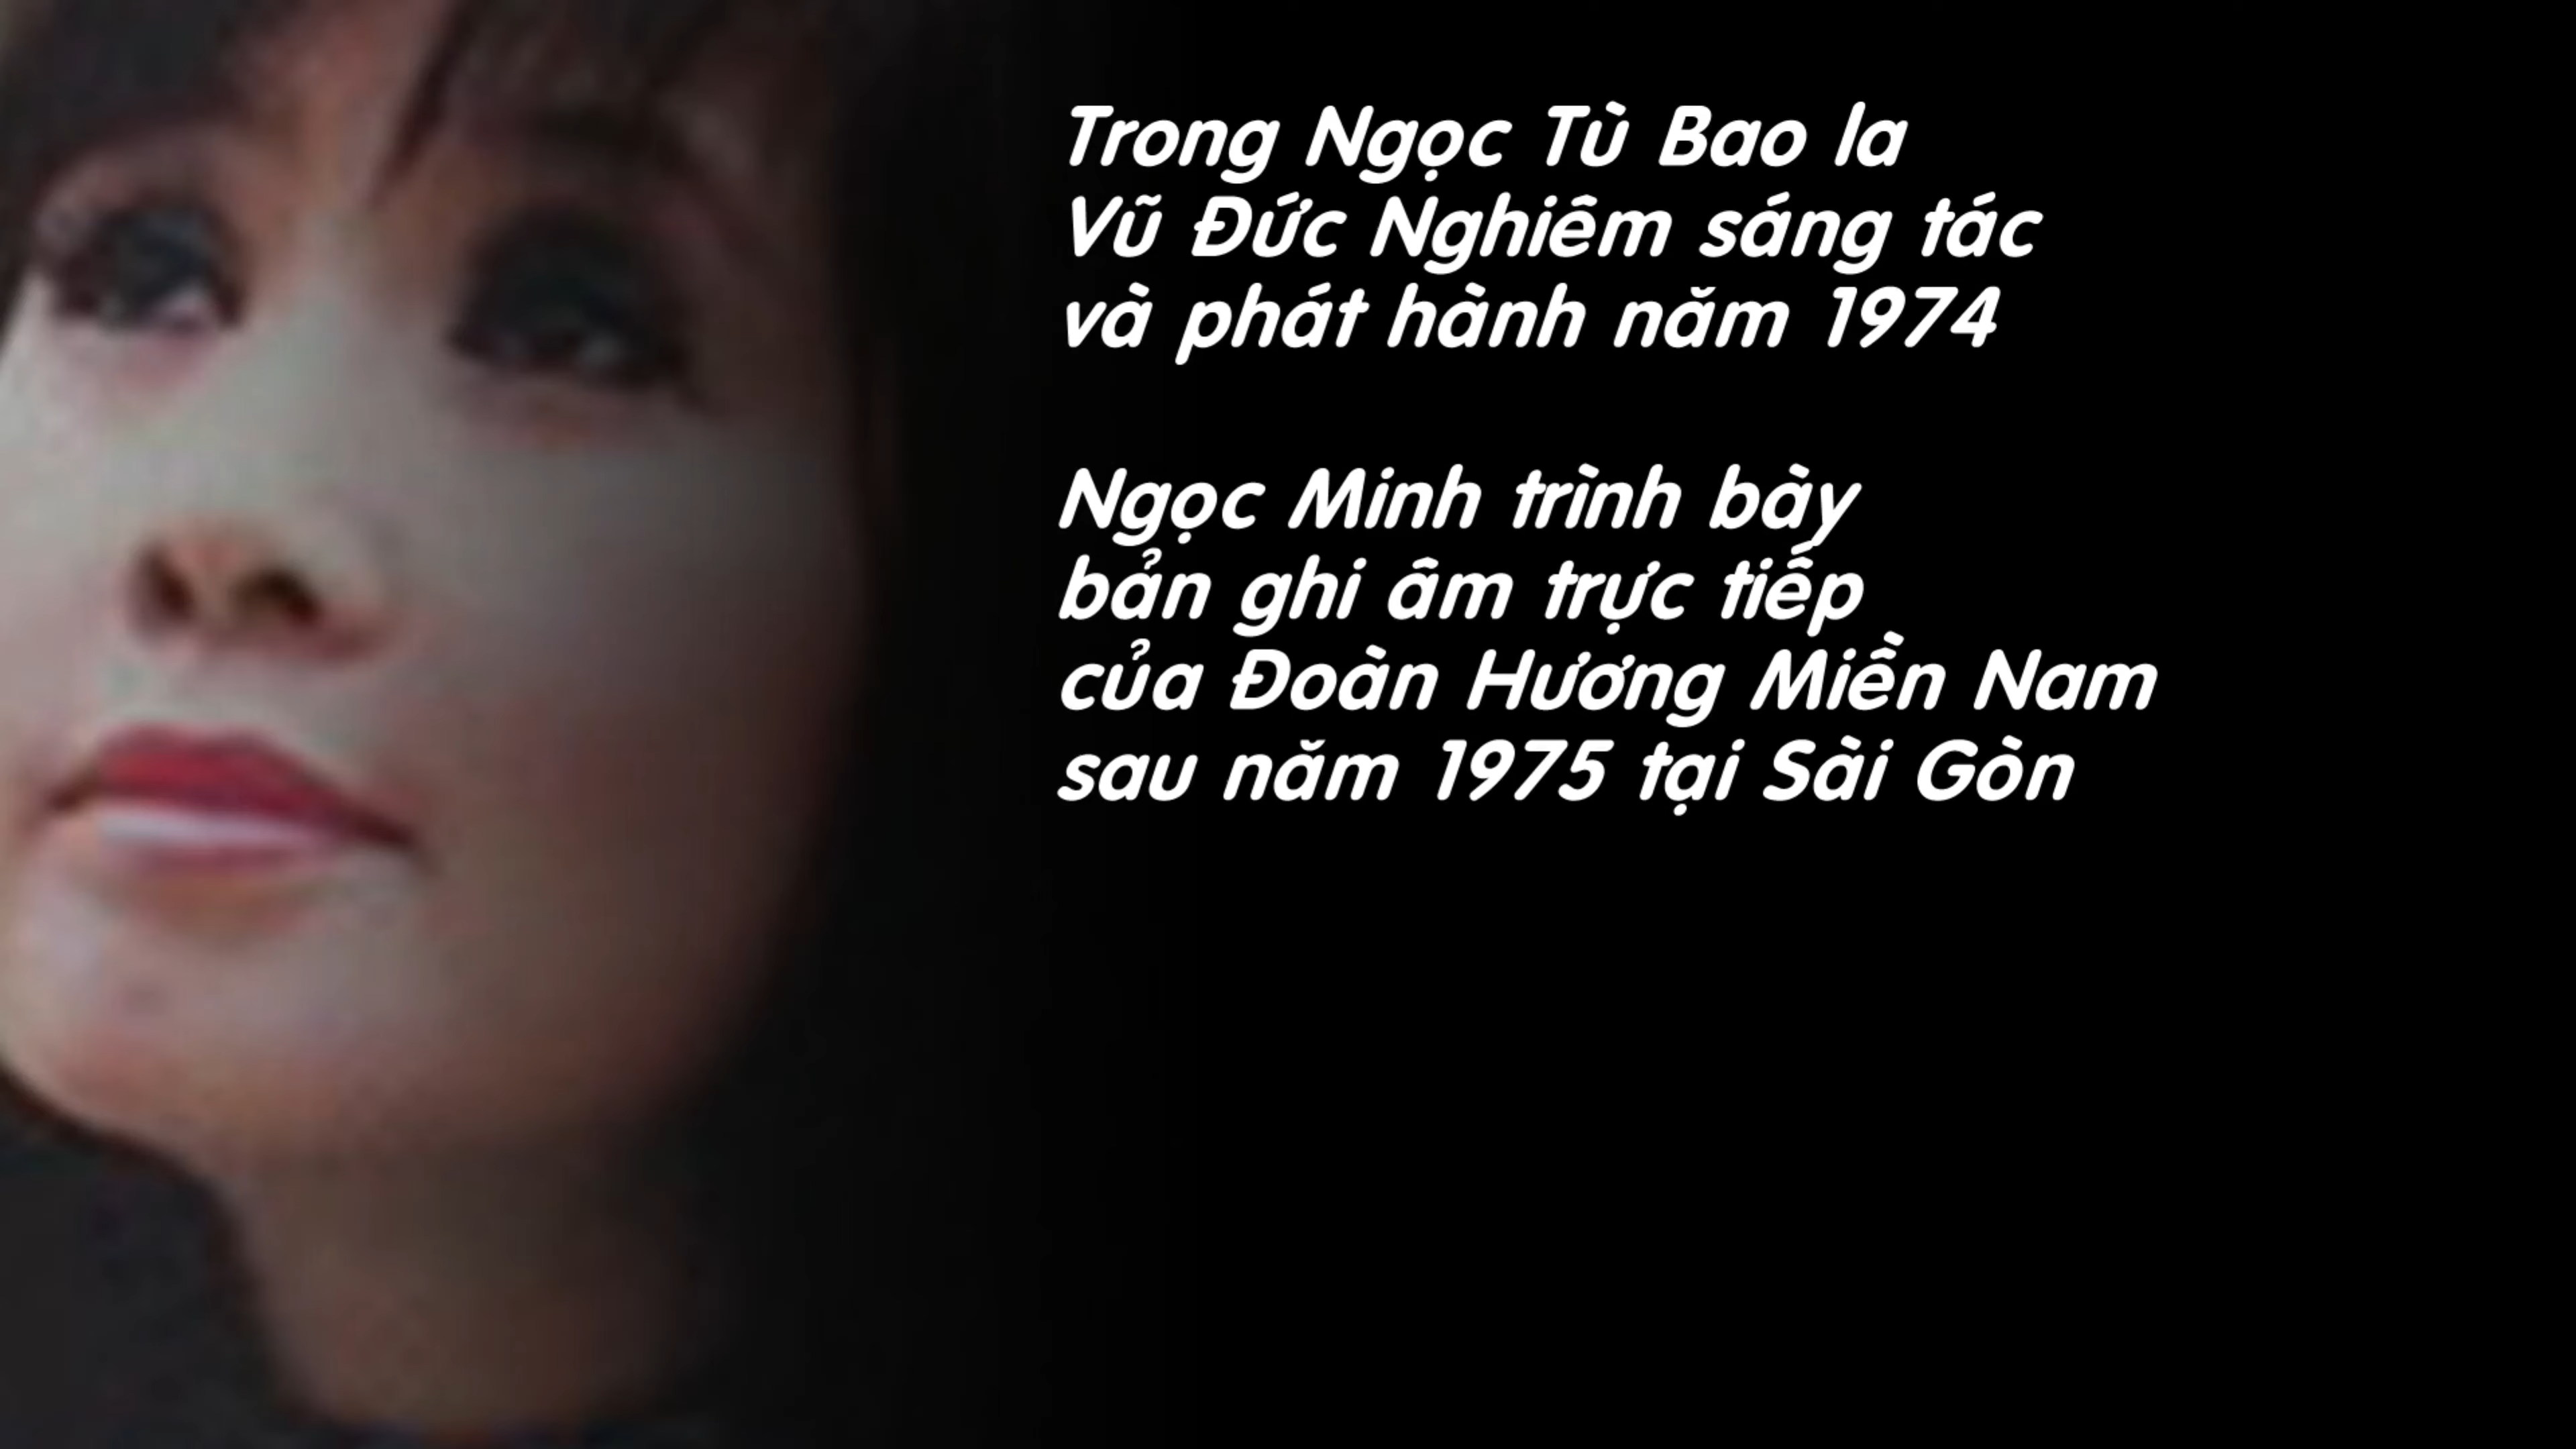 Trong Ngọc Tù Bao la
Vũ Đức Nghiêm sáng tác
và phát hành năm 1974
Ngọc Minh trình bày
bản ghi âm trực tiếp
của Đoàn Hương Miền Nam
sau năm 1975 tại Sài Gòn